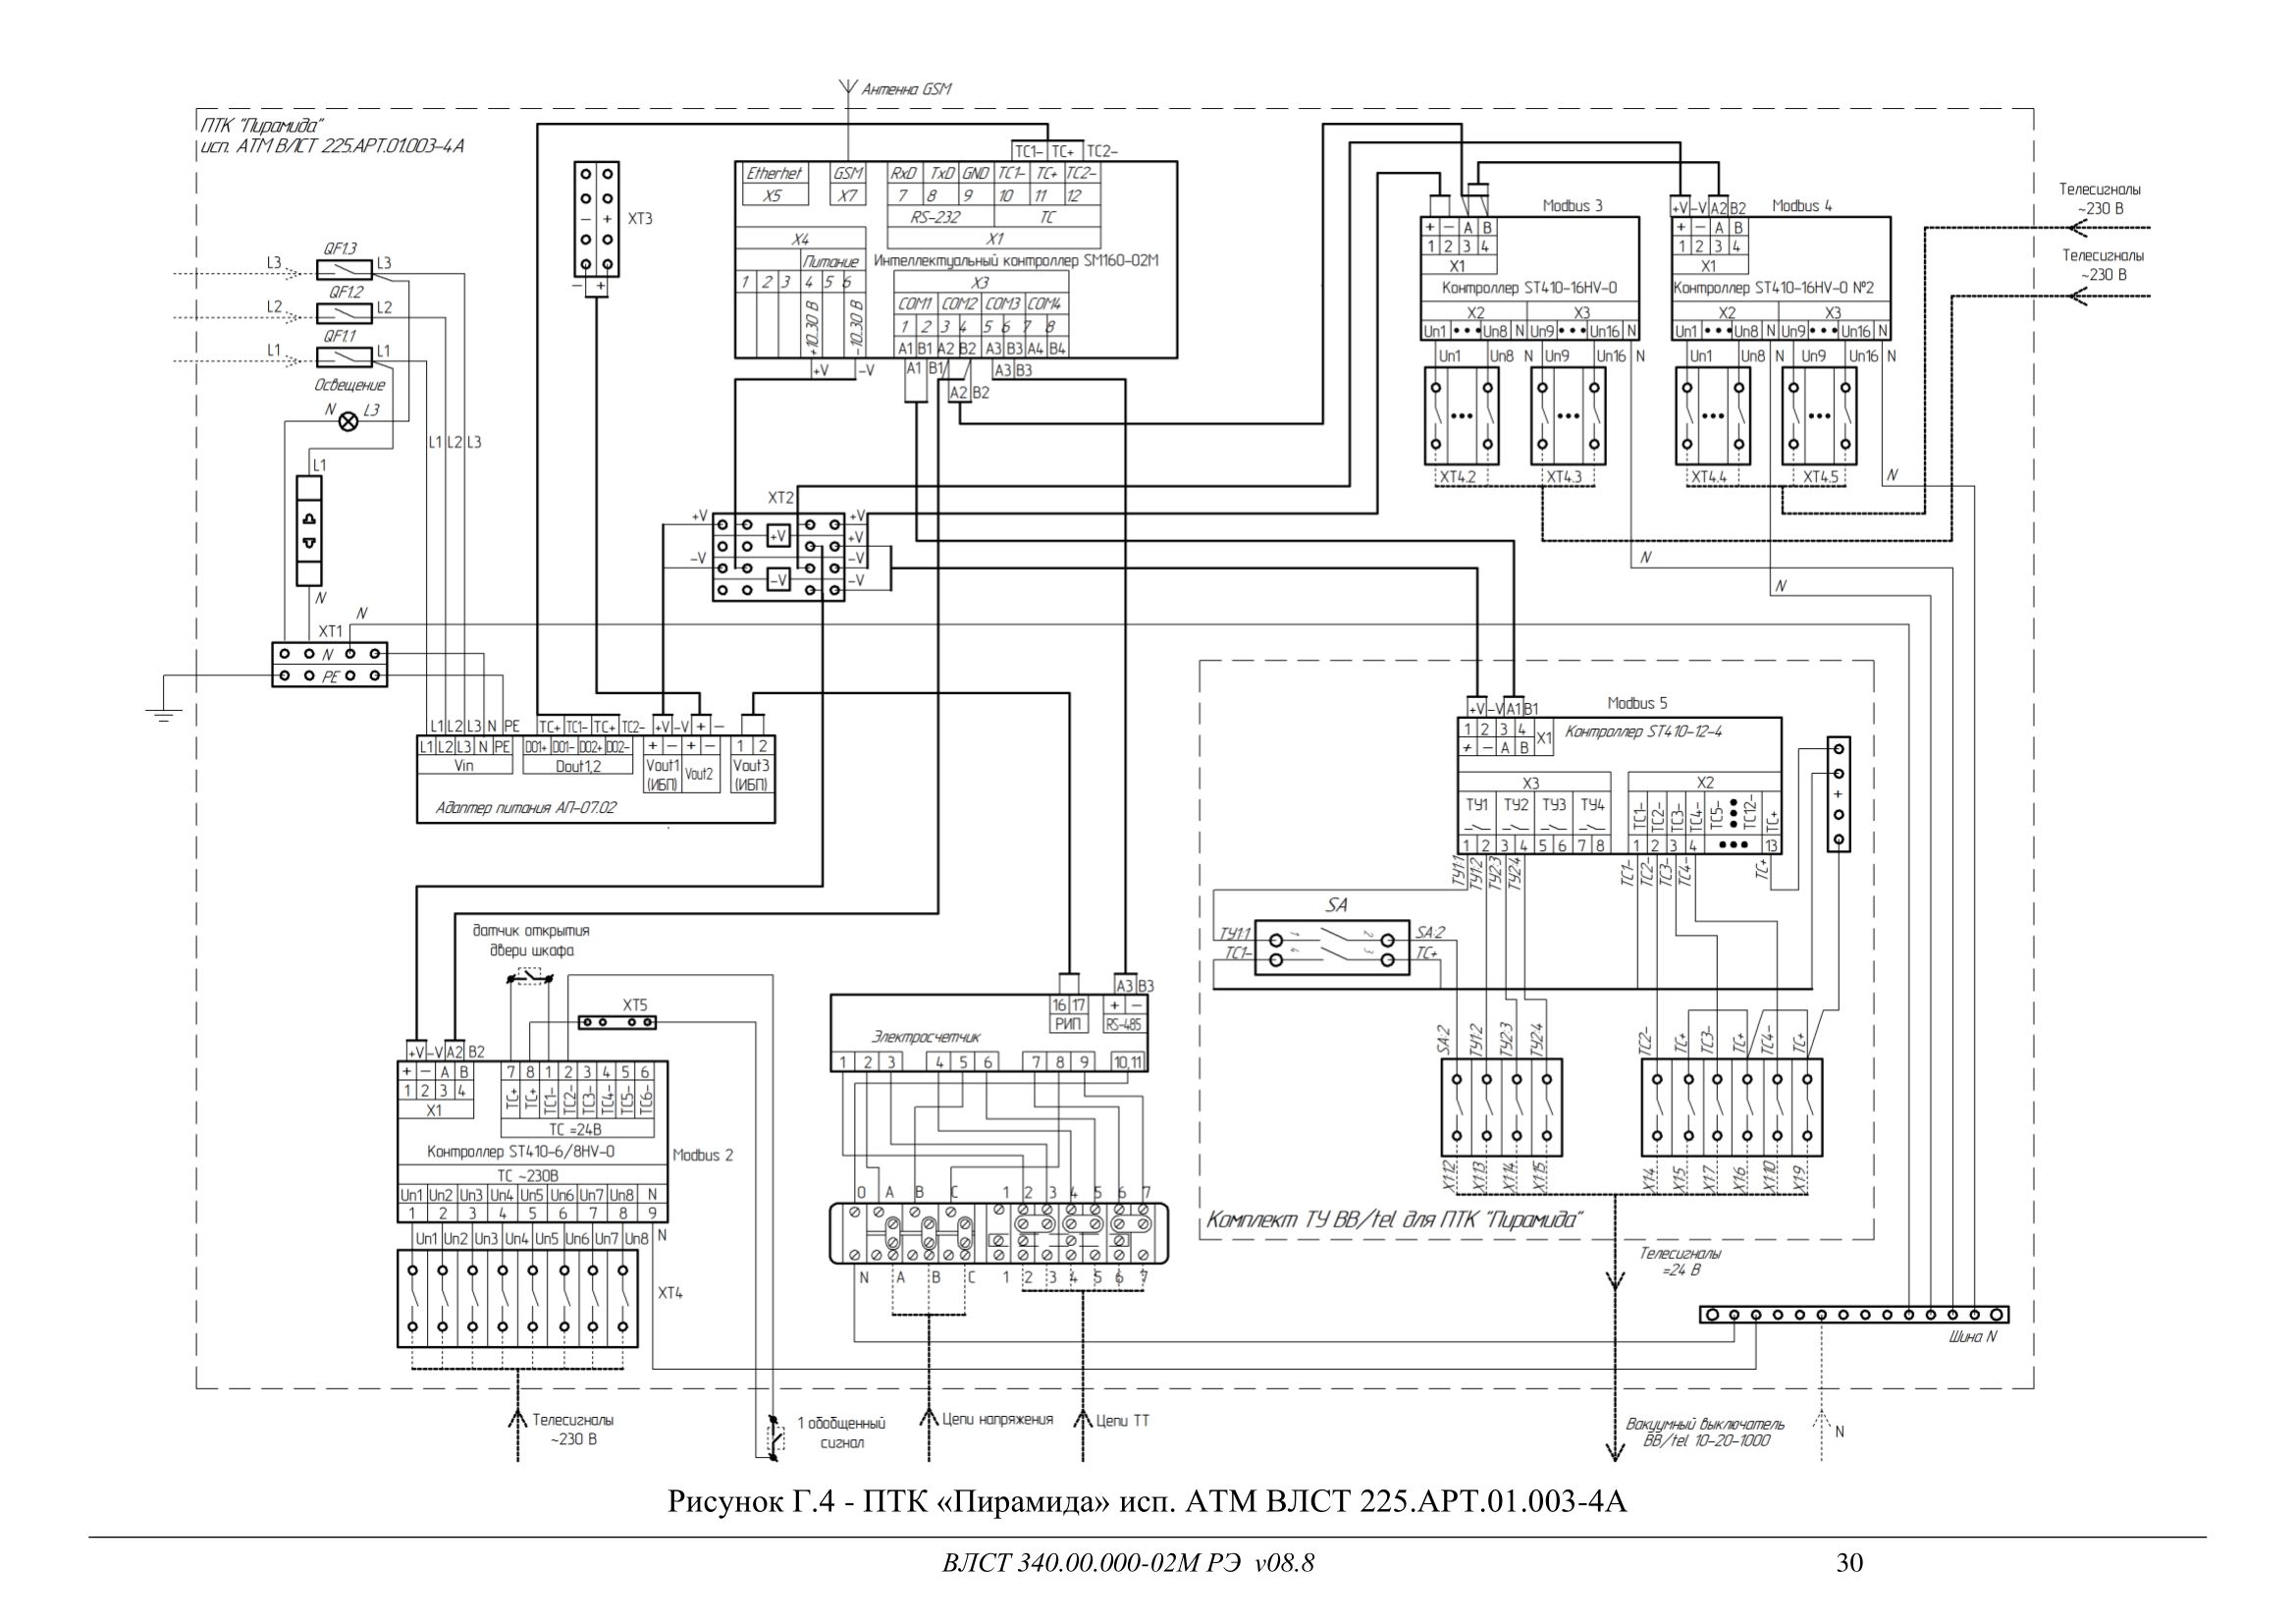 Антенна GSM
ПТК "Пирамида"
исп. АТМ ВЛСТ 225.АРТ.01.003-4А
TC1- TC+ TC2-
Etherhet GSM RxD TxD GND TC1- TC+ TC2-
X5 X7 7 8 9 10 11 12
RS-232 TC
X4 X1
Питание Интеллектуальный контроллер SM160-02M
1 2 3 4 5 6 X3
+10..30 В -10..30 В
COM1 COM2 COM3 COM4
1 2 3 4 5 6 7 8
A1 B1 A2 B2 A3 B3 A4 B4
+V -V A1 B1 A3 B3
A2 B2
- +
XT3
- +
QF1.3
L3 L3
QF1.2
L2 L2
QF1.1
L1 L1
Освещение
N L3
L1 L2 L3
L1
N
N
XT1
N
PE
XT2
+V +V
+V +V
-V -V
-V -V
Modbus 3
+ - A B
1 2 3 4
X1
Контроллер ST410-16HV-0
X2 X3
Un1 ••• Un8 N Un9 ••• Un16 N
Un1 Un8 N Un9 Un16 N
•••
•••
XT4.2 XT4.3
N
+V -V A2 B2 Modbus 4
+ - A B
1 2 3 4
X1
Контроллер ST410-16HV-0 №2
X2 X3
Un1 ••• Un8 N Un9 ••• Un16 N
Un1 Un8 N Un9 Un16 N
•••
•••
XT4.4 XT4.5
N
N
Телесигналы
~230 В
Телесигналы
~230 В
L1 L2 L3 N PE TC+ TC1- TC+ TC2- +V -V + -
L1 L2 L3 N PE DO1+ DO1- DO2+ DO2- + - + - 1 2
Vin Dout1,2 Vout1 Vout2 Vout3
(ИБП) (ИБП)
Адаптер питания АП-07.02
Modbus 5
+V -V A1 B1
1 2 3 4 X1 Контроллер ST410-12-4
+ - A B
X3 X2
ТУ1 ТУ2 ТУ3 ТУ4 TC1- TC2- TC3- TC4- TC5- ••• TC12- TC+
1 2 3 4 5 6 7 8 1 2 3 4 ••• 13
ТУ1:1 ТУ1:2 ТУ2:3 ТУ2:4 TC1- TC2- TC3- TC4- TC+
+
SA
ТУ1:1 1 2 SA:2
TC1- 4 3 TC+
SA:2 ТУ1:2 ТУ2:3 ТУ2:4 TC2- TC+ TC3- TC+ TC4- TC+
X1:12 X1:13 X1:14 X1:15 X1:4 X1:5 X1:7 X1:6 X1:10 X1:9
Комплект ТУ BB/tel для ПТК "Пирамида"
Телесигналы
=24 В
Шина N
Вакуумный выключатель
BB/tel 10-20-1000
N
датчик открытия
двери шкафа
XT5
+V -V A2 B2
+ - A B 7 8 1 2 3 4 5 6
1 2 3 4 TC+ TC+ TC1- TC2- TC3- TC4- TC5- TC6-
X1
ТС =24В
Контроллер ST410-6/8HV-0 Modbus 2
ТС ~230В
Un1 Un2 Un3 Un4 Un5 Un6 Un7 Un8 N
1 2 3 4 5 6 7 8 9
Un1 Un2 Un3 Un4 Un5 Un6 Un7 Un8 N
XT4
Телесигналы
~230 В
1 обобщенный
сигнал
A3 B3
16 17 + -
РИП RS-485
Электросчетчик
1 2 3 4 5 6 7 8 9 10,11
0 A B C 1 2 3 4 5 6 7
N A B C 1 2 3 4 5 6 7
Цепи напряжения
Цепи ТТ
Рисунок Г.4 - ПТК «Пирамида» исп. АТМ ВЛСТ 225.АРТ.01.003-4А
ВЛСТ 340.00.000-02М РЭ v08.8
30